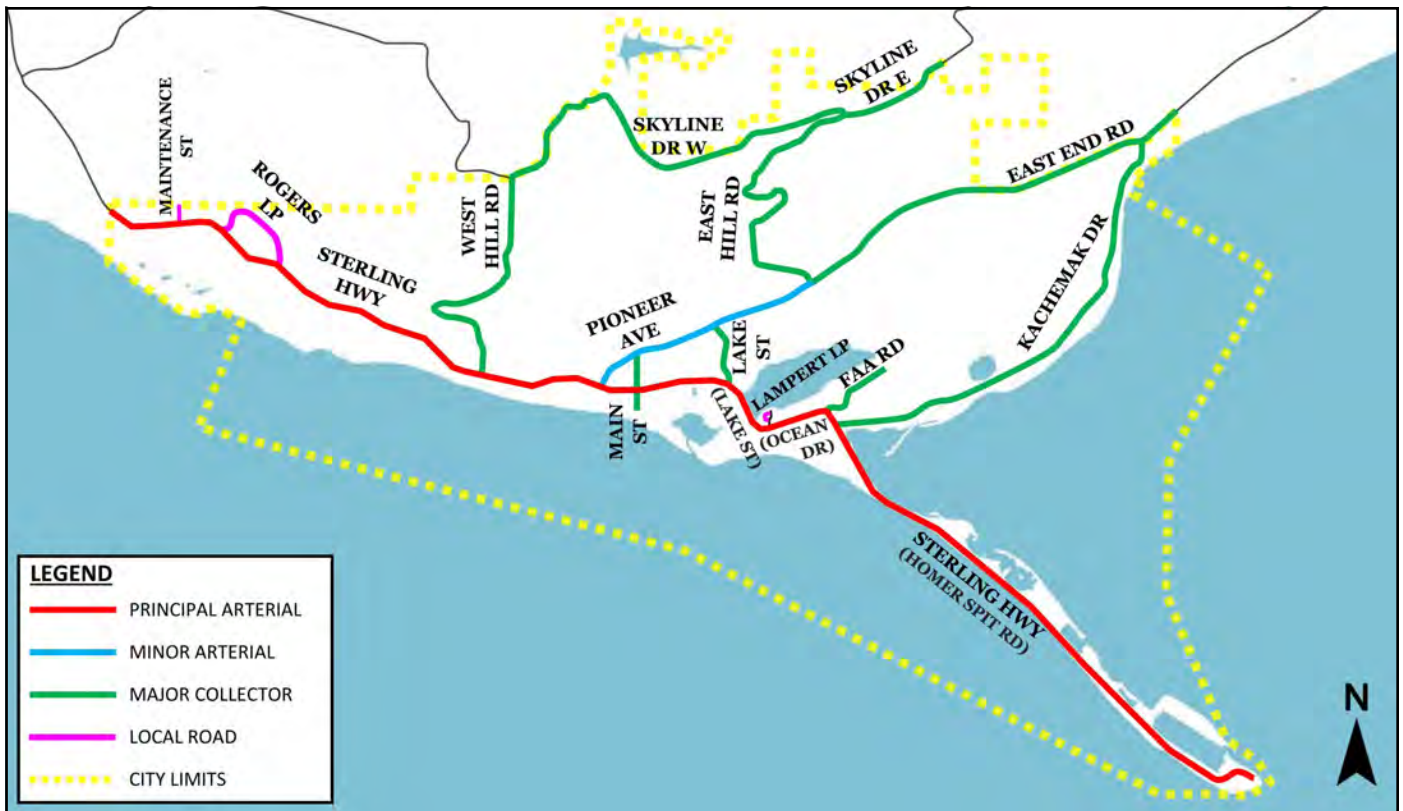 SKYLINE
DR E
MAINTENANCE
ST
ROGERS
LP
SKYLINE
DR W
EAST END RD
WEST
HILL RD
EAST
HILL RD
STERLING
HWY
KACHEMAK DR
PIONEER
AVE
LAKE
ST
LAMPERT LP
FAA RD
MAIN
ST
(LAKE ST)
(OCEAN
DR)
STERLING HWY
(HOMER SPIT RD)
LEGEND
PRINCIPAL ARTERIAL
MINOR ARTERIAL
MAJOR COLLECTOR
LOCAL ROAD
CITY LIMITS
N